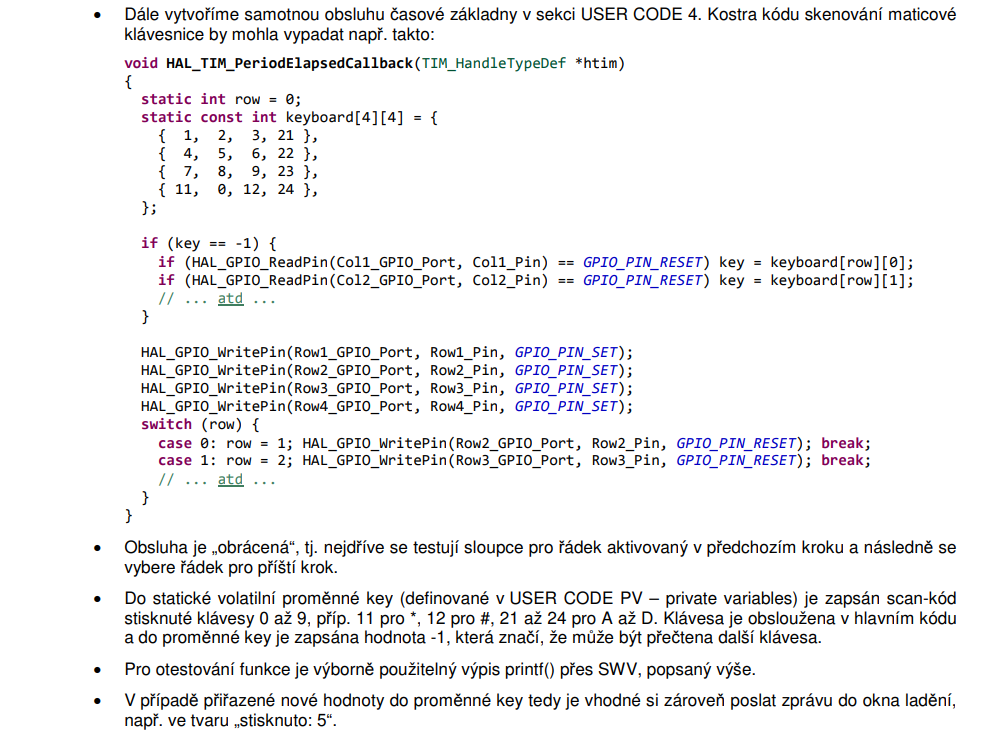 • Dále vytvoříme samotnou obsluhu časové základny v sekci USER CODE 4. Kostra kódu skenování maticové
klávesnice by mohla vypadat např. takto:
void HAL_TIM_PeriodElapsedCallback(TIM_HandleTypeDef *htim)
{
  static int row = 0;
  static const int keyboard[4][4] = {
    {  1,  2,  3, 21 },
    {  4,  5,  6, 22 },
    {  7,  8,  9, 23 },
    { 11,  0, 12, 24 },
  };

  if (key == -1) {
    if (HAL_GPIO_ReadPin(Col1_GPIO_Port, Col1_Pin) == GPIO_PIN_RESET) key = keyboard[row][0];
    if (HAL_GPIO_ReadPin(Col2_GPIO_Port, Col2_Pin) == GPIO_PIN_RESET) key = keyboard[row][1];
    // ... atd ...
  }

  HAL_GPIO_WritePin(Row1_GPIO_Port, Row1_Pin, GPIO_PIN_SET);
  HAL_GPIO_WritePin(Row2_GPIO_Port, Row2_Pin, GPIO_PIN_SET);
  HAL_GPIO_WritePin(Row3_GPIO_Port, Row3_Pin, GPIO_PIN_SET);
  HAL_GPIO_WritePin(Row4_GPIO_Port, Row4_Pin, GPIO_PIN_SET);
  switch (row) {
    case 0: row = 1; HAL_GPIO_WritePin(Row2_GPIO_Port, Row2_Pin, GPIO_PIN_RESET); break;
    case 1: row = 2; HAL_GPIO_WritePin(Row3_GPIO_Port, Row3_Pin, GPIO_PIN_RESET); break;
    // ... atd ...
  }
}
• Obsluha je „obrácená“, tj. nejdříve se testují sloupce pro řádek aktivovaný v předchozím kroku a následně se
vybere řádek pro příští krok.
• Do statické volatilní proměnné key (definované v USER CODE PV – private variables) je zapsán scan-kód
stisknuté klávesy 0 až 9, příp. 11 pro *, 12 pro #, 21 až 24 pro A až D. Klávesa je obsloužena v hlavním kódu
a do proměnné key je zapsána hodnota -1, která značí, že může být přečtena další klávesa.
• Pro otestování funkce je výborně použitelný výpis printf() přes SWV, popsaný výše.
• V případě přiřazené nové hodnoty do proměnné key tedy je vhodné si zároveň poslat zprávu do okna ladění,
např. ve tvaru „stisknuto: 5“.